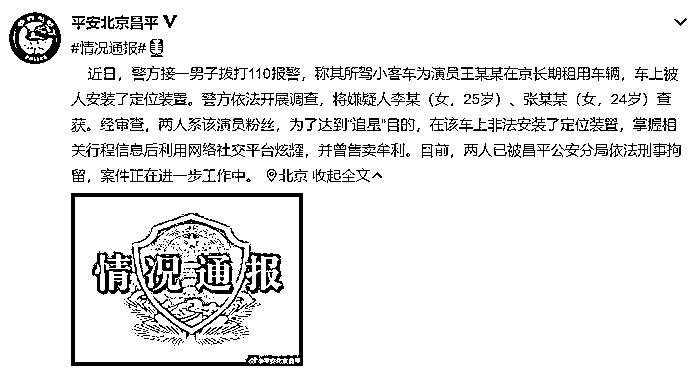 平安北京昌平
#情况通报#
近日，警方接一男子拨打110报警，称其所驾小客车为演员王某某在京长期租用车辆，车上被
人安装了定位装置。警方依法开展调查，将嫌疑人李某（女，25岁）、张某某（女，24岁）查
获。经审查，两人系该演员粉丝，为了达到“追星”目的，在该车上非法安装了定位装置，掌握相
关行程信息后利用网络社交平台炫耀，并曾售卖牟利。目前，两人已被昌平公安分局依法刑事拘
留，案件正在进一步工作中。 北京 收起全文
情况通报
@平安北京昌平